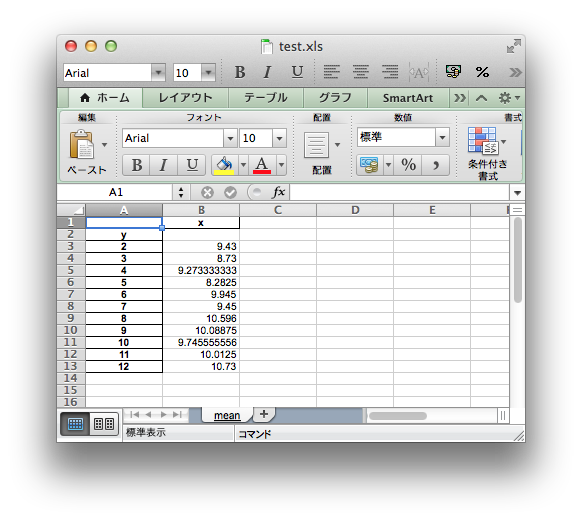 test.xls
Arial 10 B I U %
ホーム レイアウト テーブル グラフ SmartArt
編集 フォント 配置 数値 書式
Arial 10 標準
ペースト B I U A 配置 % , 条件付き書式
A1 fx
A B C D E
1 x
2 y
3 2 9.43
4 3 8.73
5 4 9.273333333
6 5 8.2825
7 6 9.945
8 7 9.45
9 8 10.596
10 9 10.08875
11 10 9.745555556
12 11 10.0125
13 12 10.73
14
15
16
mean
標準表示 コマンド